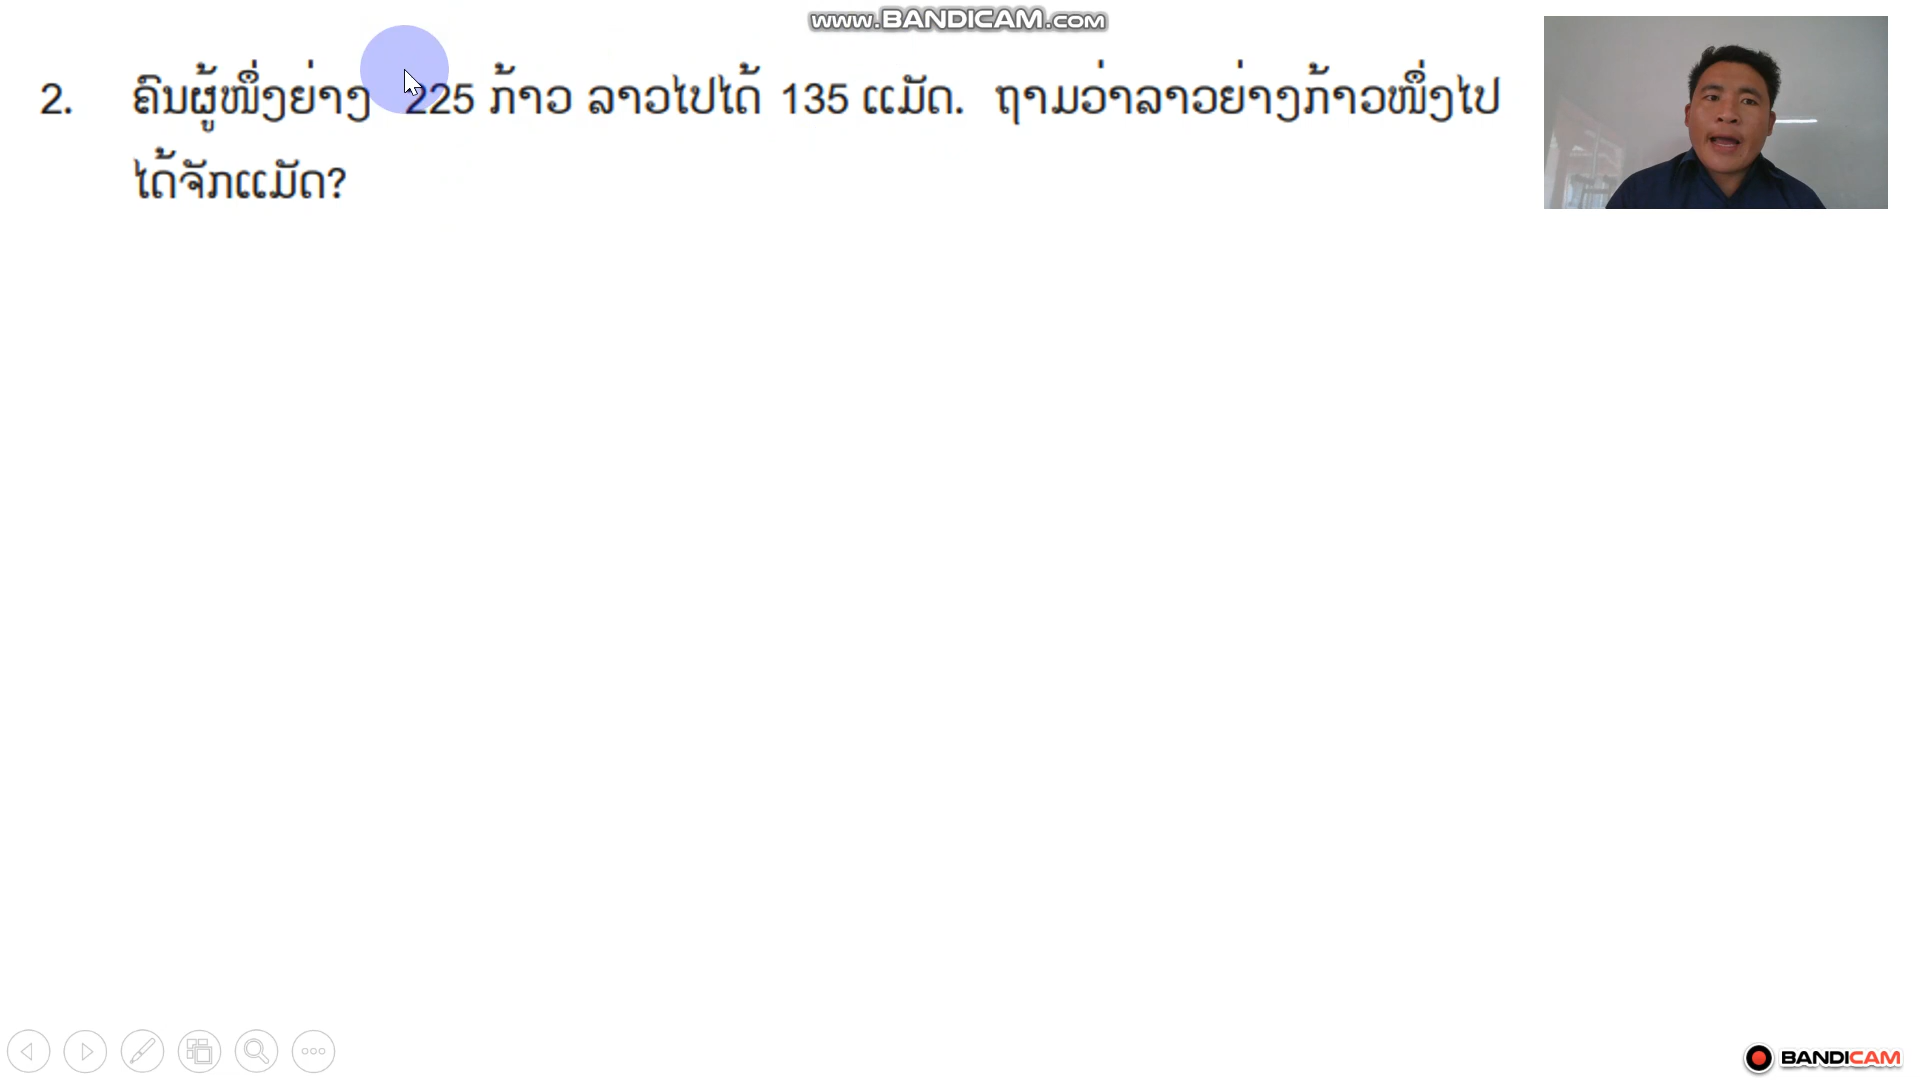 www.BANDICAM.com
2. ຄົນຜູ້ໜຶ່ງຍ່າງ 225 ກ້າວ ລາວໄປໄດ້ 135 ແມັດ. ຖາມວ່າລາວຍ່າງກ້າວໜຶ່ງໄປ
ໄດ້ຈັກແມັດ?
BANDICAM